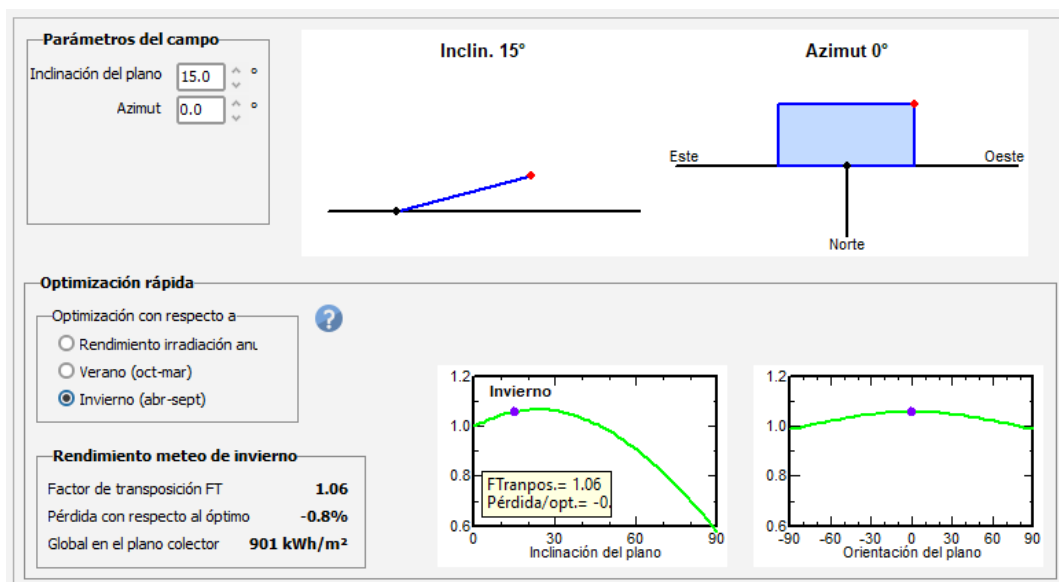 Parámetros del campo
Inclinación del plano 15.0 °
Azimut 0.0 °
Inclin. 15°
Azimut 0°
Este
Oeste
Norte
Optimización rápida
Optimización con respecto a
Rendimiento irradiación anu
Verano (oct-mar)
Invierno (abr-sept)
?
Rendimiento meteo de invierno
Factor de transposición FT 1.06
Pérdida con respecto al óptimo -0.8%
Global en el plano colector 901 kWh/m²
1.2
Invierno
1.0
0.8
FTranpos.= 1.06
Pérdida/opt.= -0.
0.6
0 30 60 90
Inclinación del plano
1.2
1.0
0.8
0.6
-90 -60 -30 0 30 60 90
Orientación del plano